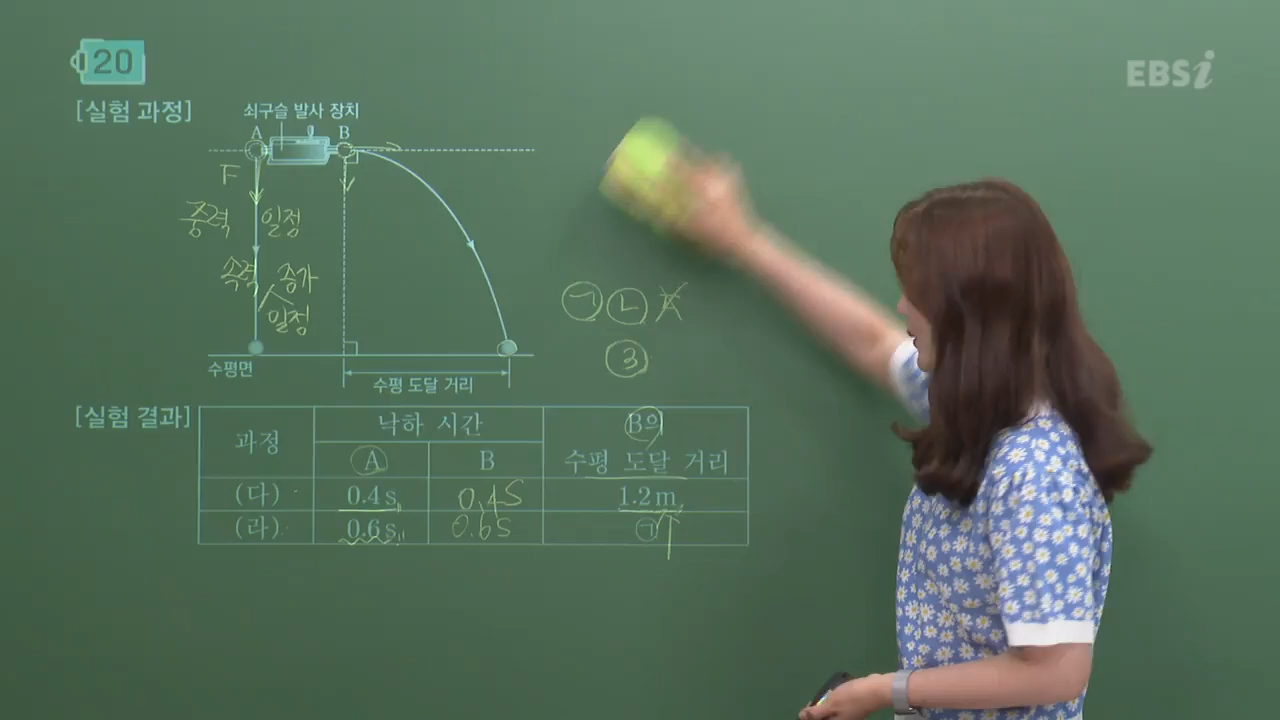 20
EBSi
[실험 과정]
쇠구슬 발사 장치
A B
F
중력 일정
속력 증가
일정
㉠ ㉡
③
수평면
수평 도달 거리
[실험 결과]
과정 낙하 시간 B의 수평 도달 거리
A B
(다) 0.4 s 0.4s 1.2 m
(라) 0.6 s 0.6s ㉠